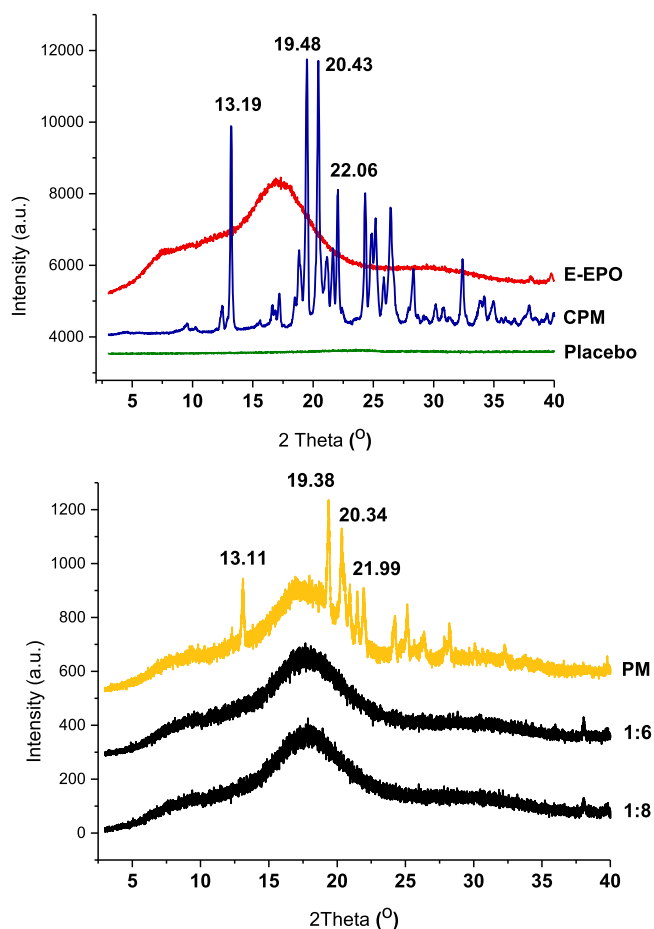 12000
10000
8000
6000
4000
Intensity (a.u.)
19.48
20.43
13.19
22.06
E-EPO
CPM
Placebo
5 10 15 20 25 30 35 40
2 Theta (O)
1200
1000
800
600
400
200
0
Intensity (a.u.)
19.38
20.34
13.11
21.99
PM
1:6
1:8
5 10 15 20 25 30 35 40
2Theta (O)